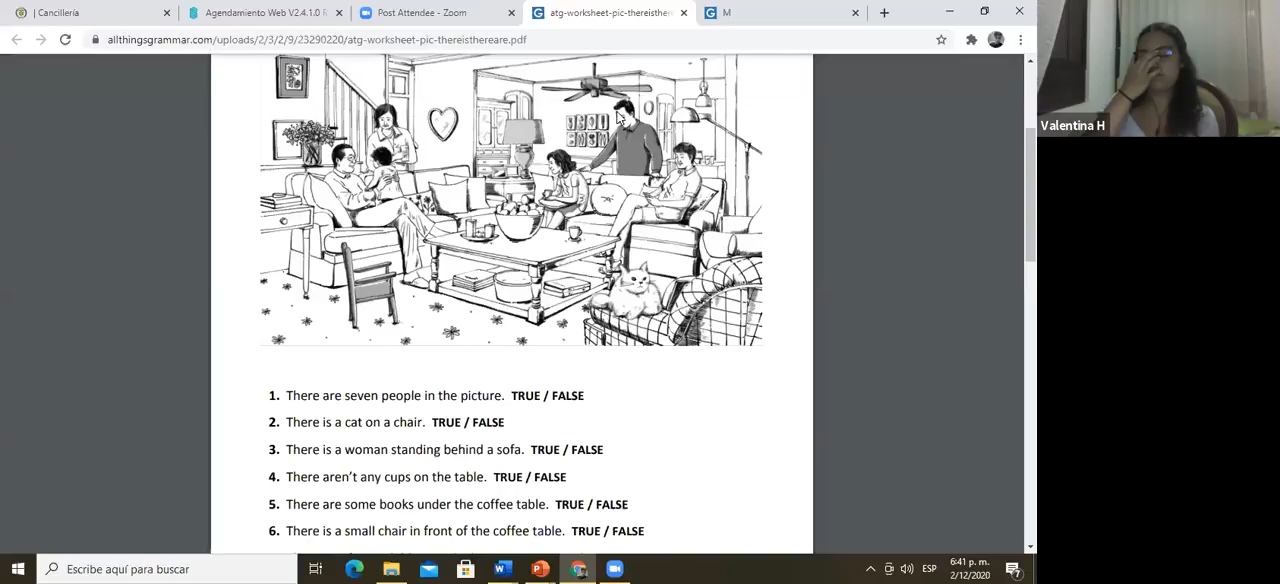 | Cancillería
Agendamiento Web V2.4.1.0 R
Post Attendee - Zoom
atg-worksheet-pic-thereisther
M
allthingsgrammar.com/uploads/2/3/2/9/23290220/atg-worksheet-pic-thereisthereare.pdf
Valentina H
1. There are seven people in the picture. TRUE / FALSE
2. There is a cat on a chair. TRUE / FALSE
3. There is a woman standing behind a sofa. TRUE / FALSE
4. There aren't any cups on the table. TRUE / FALSE
5. There are some books under the coffee table. TRUE / FALSE
6. There is a small chair in front of the coffee table. TRUE / FALSE
Escribe aquí para buscar
ESP
6:41 p. m.
2/12/2020
7